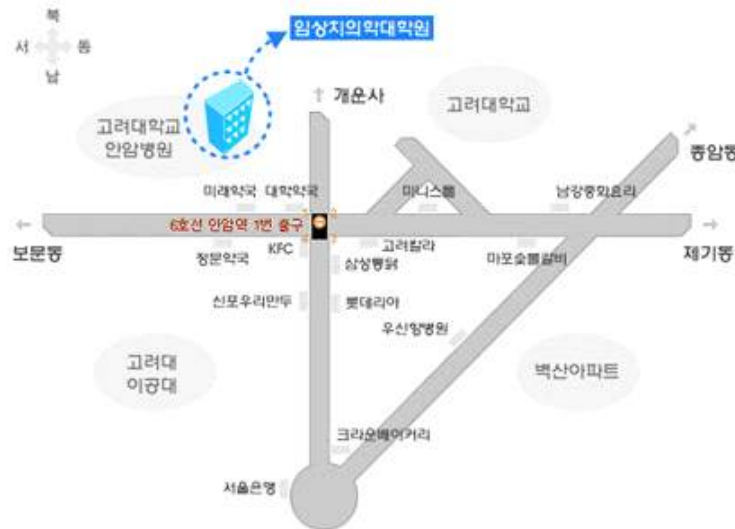 북
서 동
남
임상치의학대학원
개운사
고려대학교
고려대학교
안암병원
종암동
미래약국
대학약국
미니스톱
남강중화요리
6호선 안암역 1번 출구
보문동
정문약국
KFC
삼성통닭
고려칼라
마포숯불갈비
제기동
신포우리만두
롯데리아
우신향병원
고려대
이공대
벽산아파트
크라운베이커리
서울은행